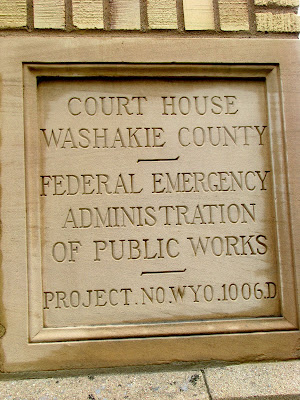 COURT HOUSE
WASHAKIE COUNTY
FEDERAL EMERGENCY
ADMINISTRATION
OF PUBLIC WORKS
PROJECT.NO.WYO.1006.D